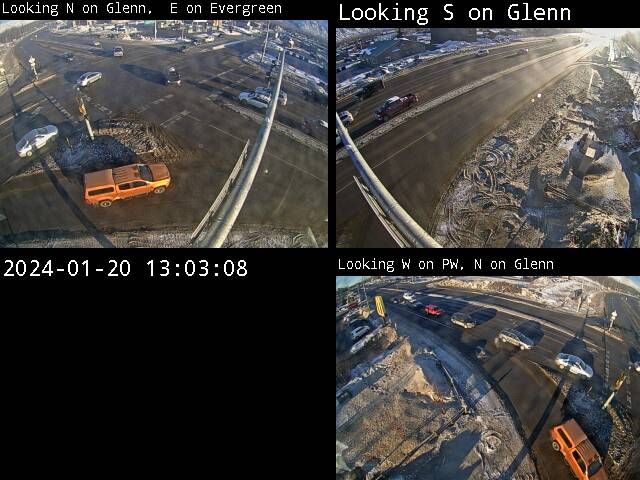 Looking N on Glenn,  E on Evergreen
Looking S on Glenn
2024-01-20 13:03:08
Looking W on PW, N on Glenn